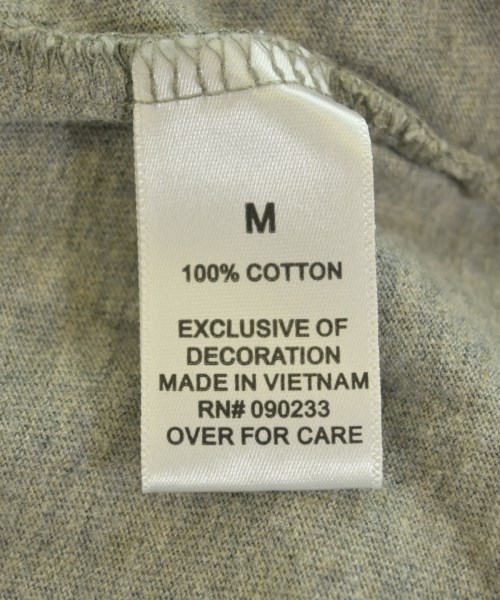 M
100% COTTON
EXCLUSIVE OF
DECORATION
MADE IN VIETNAM
RN# 090233
OVER FOR CARE